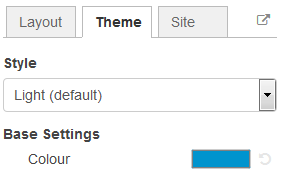 Layout Theme Site
Style
Light (default)
Base Settings
Colour